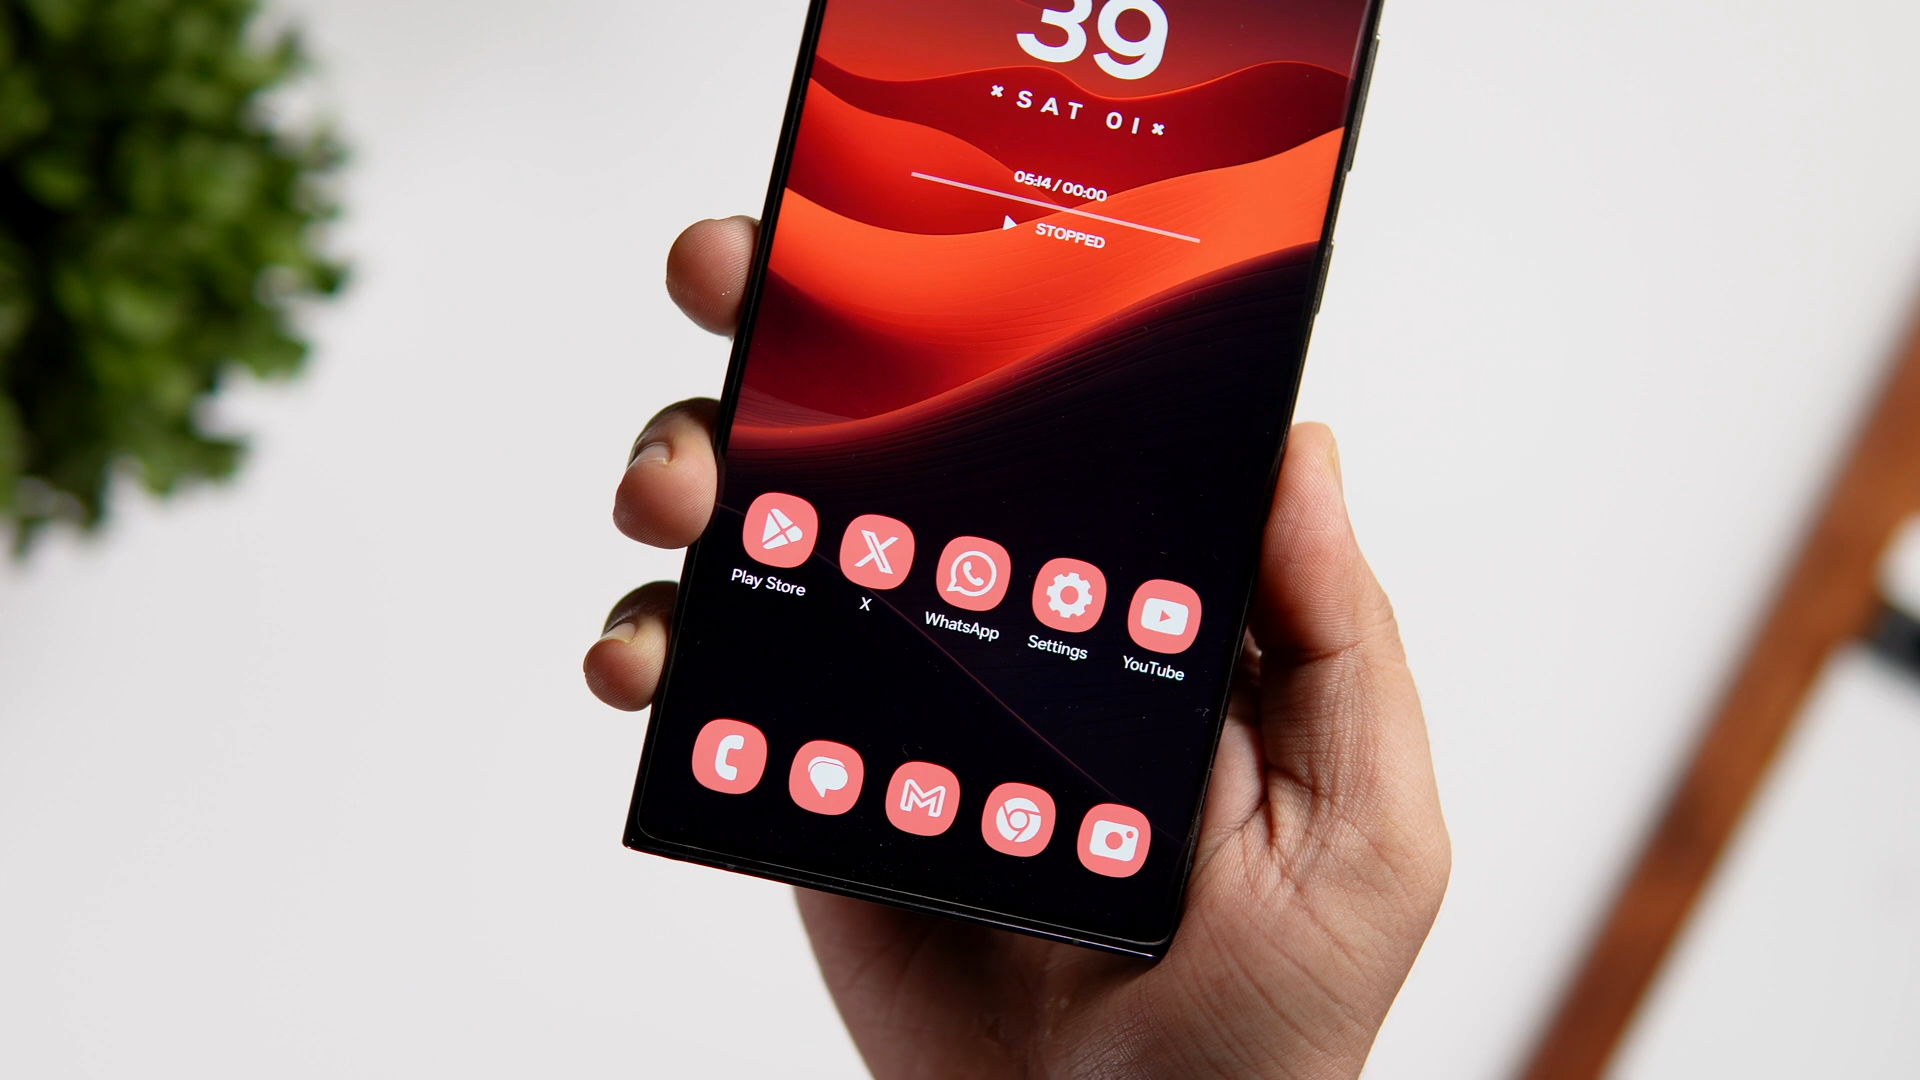 39
SAT 01
05:14 / 00:00
STOPPED
Play Store
X
WhatsApp
Settings
YouTube